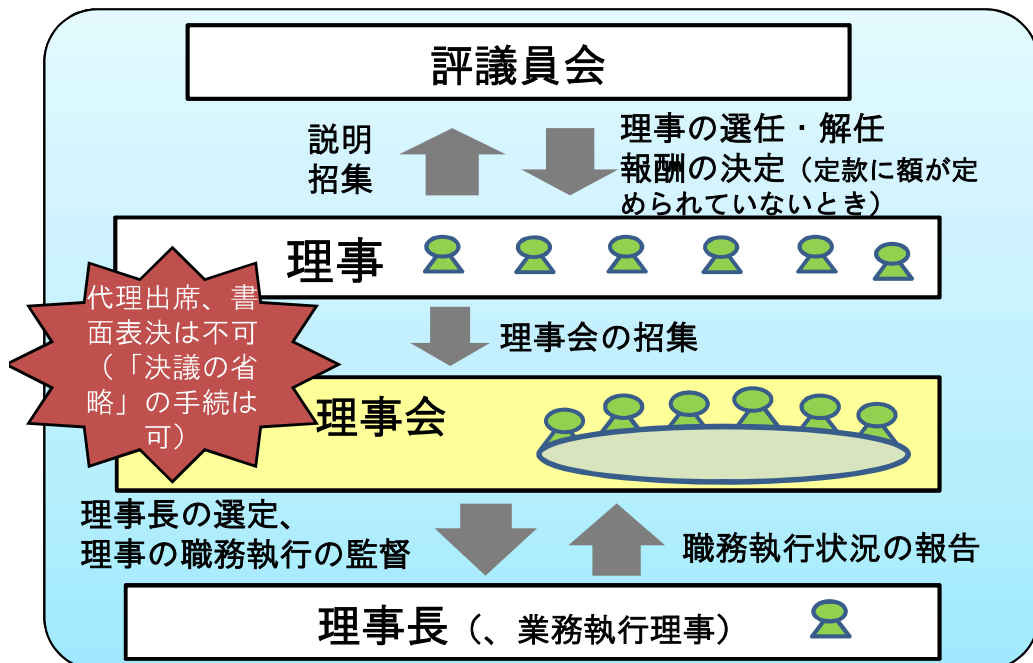 評議員会
説明
招集
理事の選任・解任
報酬の決定（定款に額が定
められていないとき）
理事
代理出席、書
面表決は不可
（「決議の省
略」の手続は
可）
理事会の招集
理事会
理事長の選定、
理事の職務執行の監督
職務執行状況の報告
理事長（、業務執行理事）